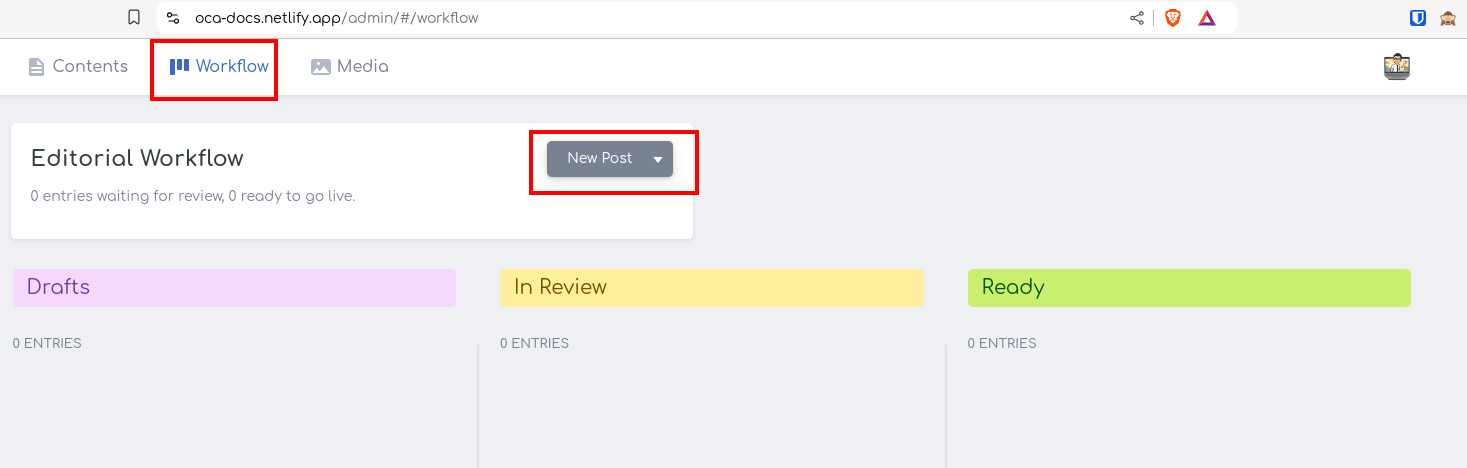 oca-docs.netlify.app/admin/#/workflow
Contents Workflow Media
Editorial Workflow
New Post
0 entries waiting for review, 0 ready to go live.
Drafts In Review Ready
0 ENTRIES 0 ENTRIES 0 ENTRIES